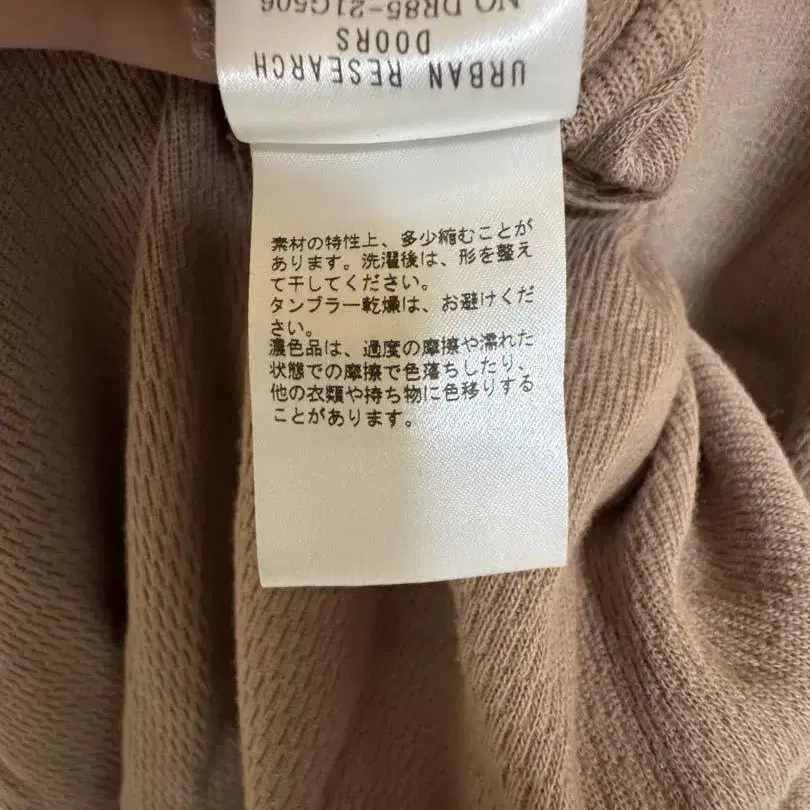 NO DR85-21G506
DOORS
URBAN RESEARCH
素材の特性上、多少縮むことが
あります。洗濯後は、形を整え
て干してください。
タンブラー乾燥は、お避けくだ
さい。
濃色品は、過度の摩擦や濡れた
状態での摩擦で色落ちしたり、
他の衣類や持ち物に色移りする
ことがあります。